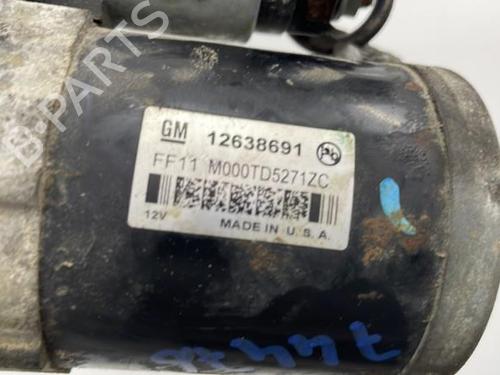 GM 12638691
FF11 M000TD5271ZC
12V MADE IN U.S.A.
B-PARTS